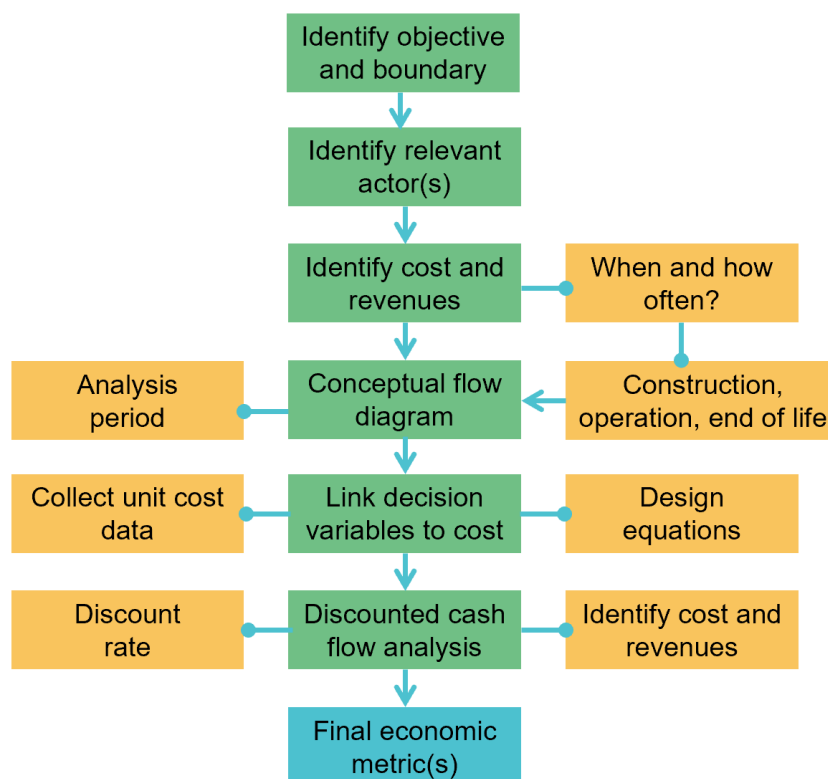 Identify objective
and boundary
Identify relevant
actor(s)
Identify cost and
revenues
When and how
often?
Analysis
period
Conceptual flow
diagram
Construction,
operation, end of life
Collect unit cost
data
Link decision
variables to cost
Design
equations
Discount
rate
Discounted cash
flow analysis
Identify cost and
revenues
Final economic
metric(s)